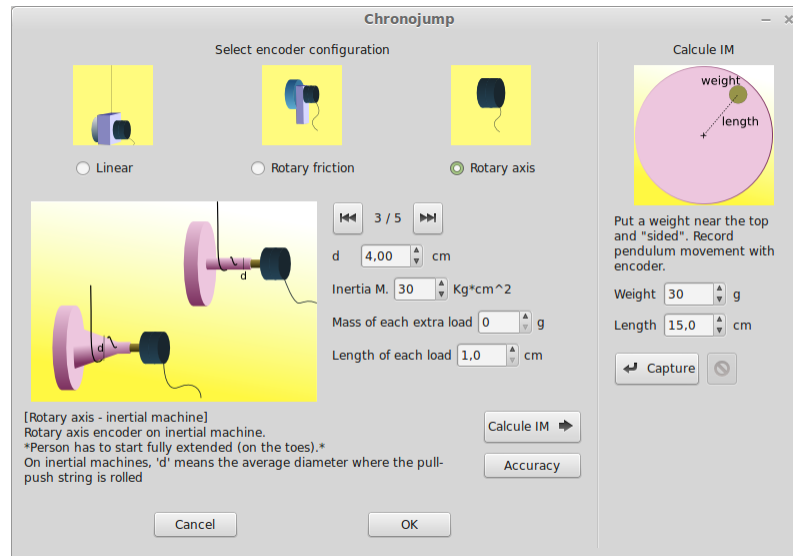 Chronojump
Select encoder configuration
Linear
Rotary friction
Rotary axis
3 / 5
d
d
d 4,00 cm
Inertia M. 30 Kg*cm^2
Mass of each extra load 0 g
Length of each load 1,0 cm
[Rotary axis - inertial machine]
Rotary axis encoder on inertial machine.
*Person has to start fully extended (on the toes).*
On inertial machines, 'd' means the average diameter where the pull-
push string is rolled
Calcule IM
Accuracy
Cancel
OK
Calcule IM
weight
length
Put a weight near the top
and "sided". Record
pendulum movement with
encoder.
Weight 30 g
Length 15,0 cm
Capture